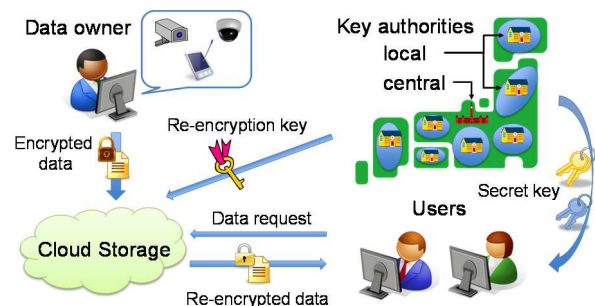 Data owner
Key authorities
local
central
Re-encryption key
Encrypted
data
Secret key
Data request
Users
Cloud Storage
Re-encrypted data